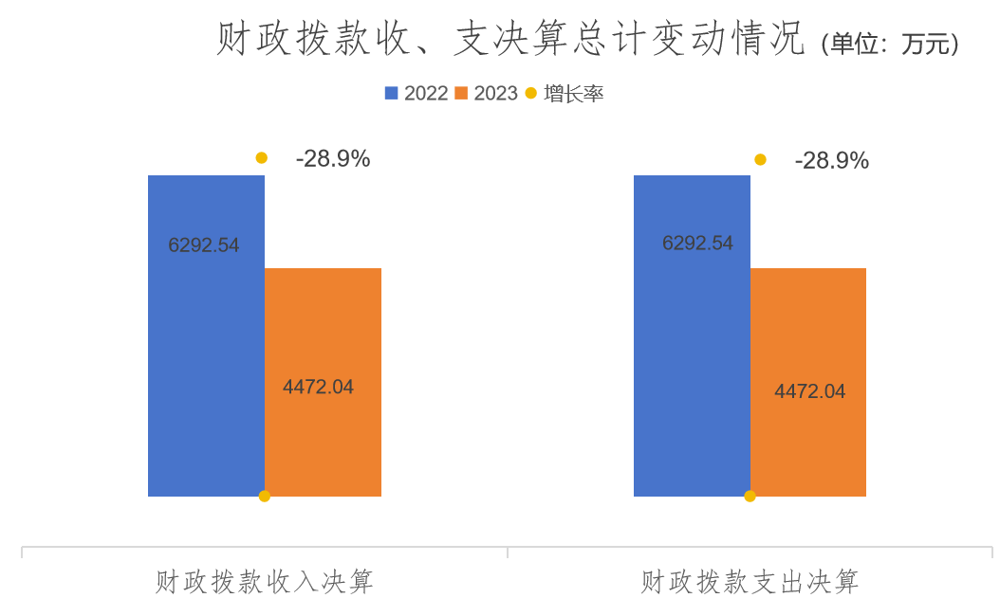 财政拨款收、支决算总计变动情况 (单位：万元)
2022 2023 增长率
-28.9% -28.9%
6292.54 6292.54
4472.04 4472.04
财政拨款收入决算 财政拨款支出决算